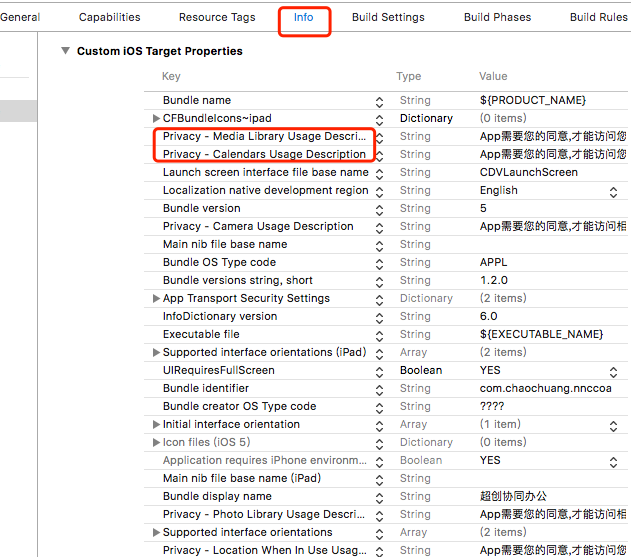 General Capabilities Resource Tags Info Build Settings Build Phases Build Rules
Custom iOS Target Properties
Key Type Value
Bundle name String ${PRODUCT_NAME}
CFBundleIcons~ipad Dictionary (0 items)
Privacy - Media Library Usage Descri... String App需要您的同意,才能访问您
Privacy - Calendars Usage Description String App需要您的同意,才能访问您
Launch screen interface file base name String CDVLaunchScreen
Localization native development region String English
Bundle version String 5
Privacy - Camera Usage Description String App需要您的同意,才能访问相
Main nib file base name String
Bundle OS Type code String APPL
Bundle versions string, short String 1.2.0
App Transport Security Settings Dictionary (2 items)
InfoDictionary version String 6.0
Executable file String ${EXECUTABLE_NAME}
Supported interface orientations (iPad) Array (2 items)
UIRequiresFullScreen Boolean YES
Bundle identifier String com.chaochuang.nnccoa
Bundle creator OS Type code String ????
Initial interface orientation Array (1 item)
Icon files (iOS 5) Dictionary (0 items)
Application requires iPhone environm... Boolean YES
Main nib file base name (iPad) String
Bundle display name String 超创协同办公
Privacy - Photo Library Usage Descri... String App需要您的同意,才能访问相
Supported interface orientations Array (2 items)
Privacy - Location When In Use Usag... String App需要您的同意,才能访问您